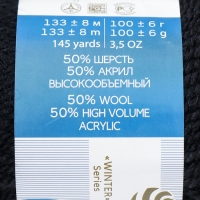 133 ± 8 м 100 ± 6 г
133 ± 8 m 100 ± 6 g
145 yards 3,5 OZ
50% ШЕРСТЬ
50% АКРИЛ
ВЫСОКООБЪЕМНЫЙ
50% WOOL
50% HIGH VOLUME
ACRYLIC
«WINTER»
Series